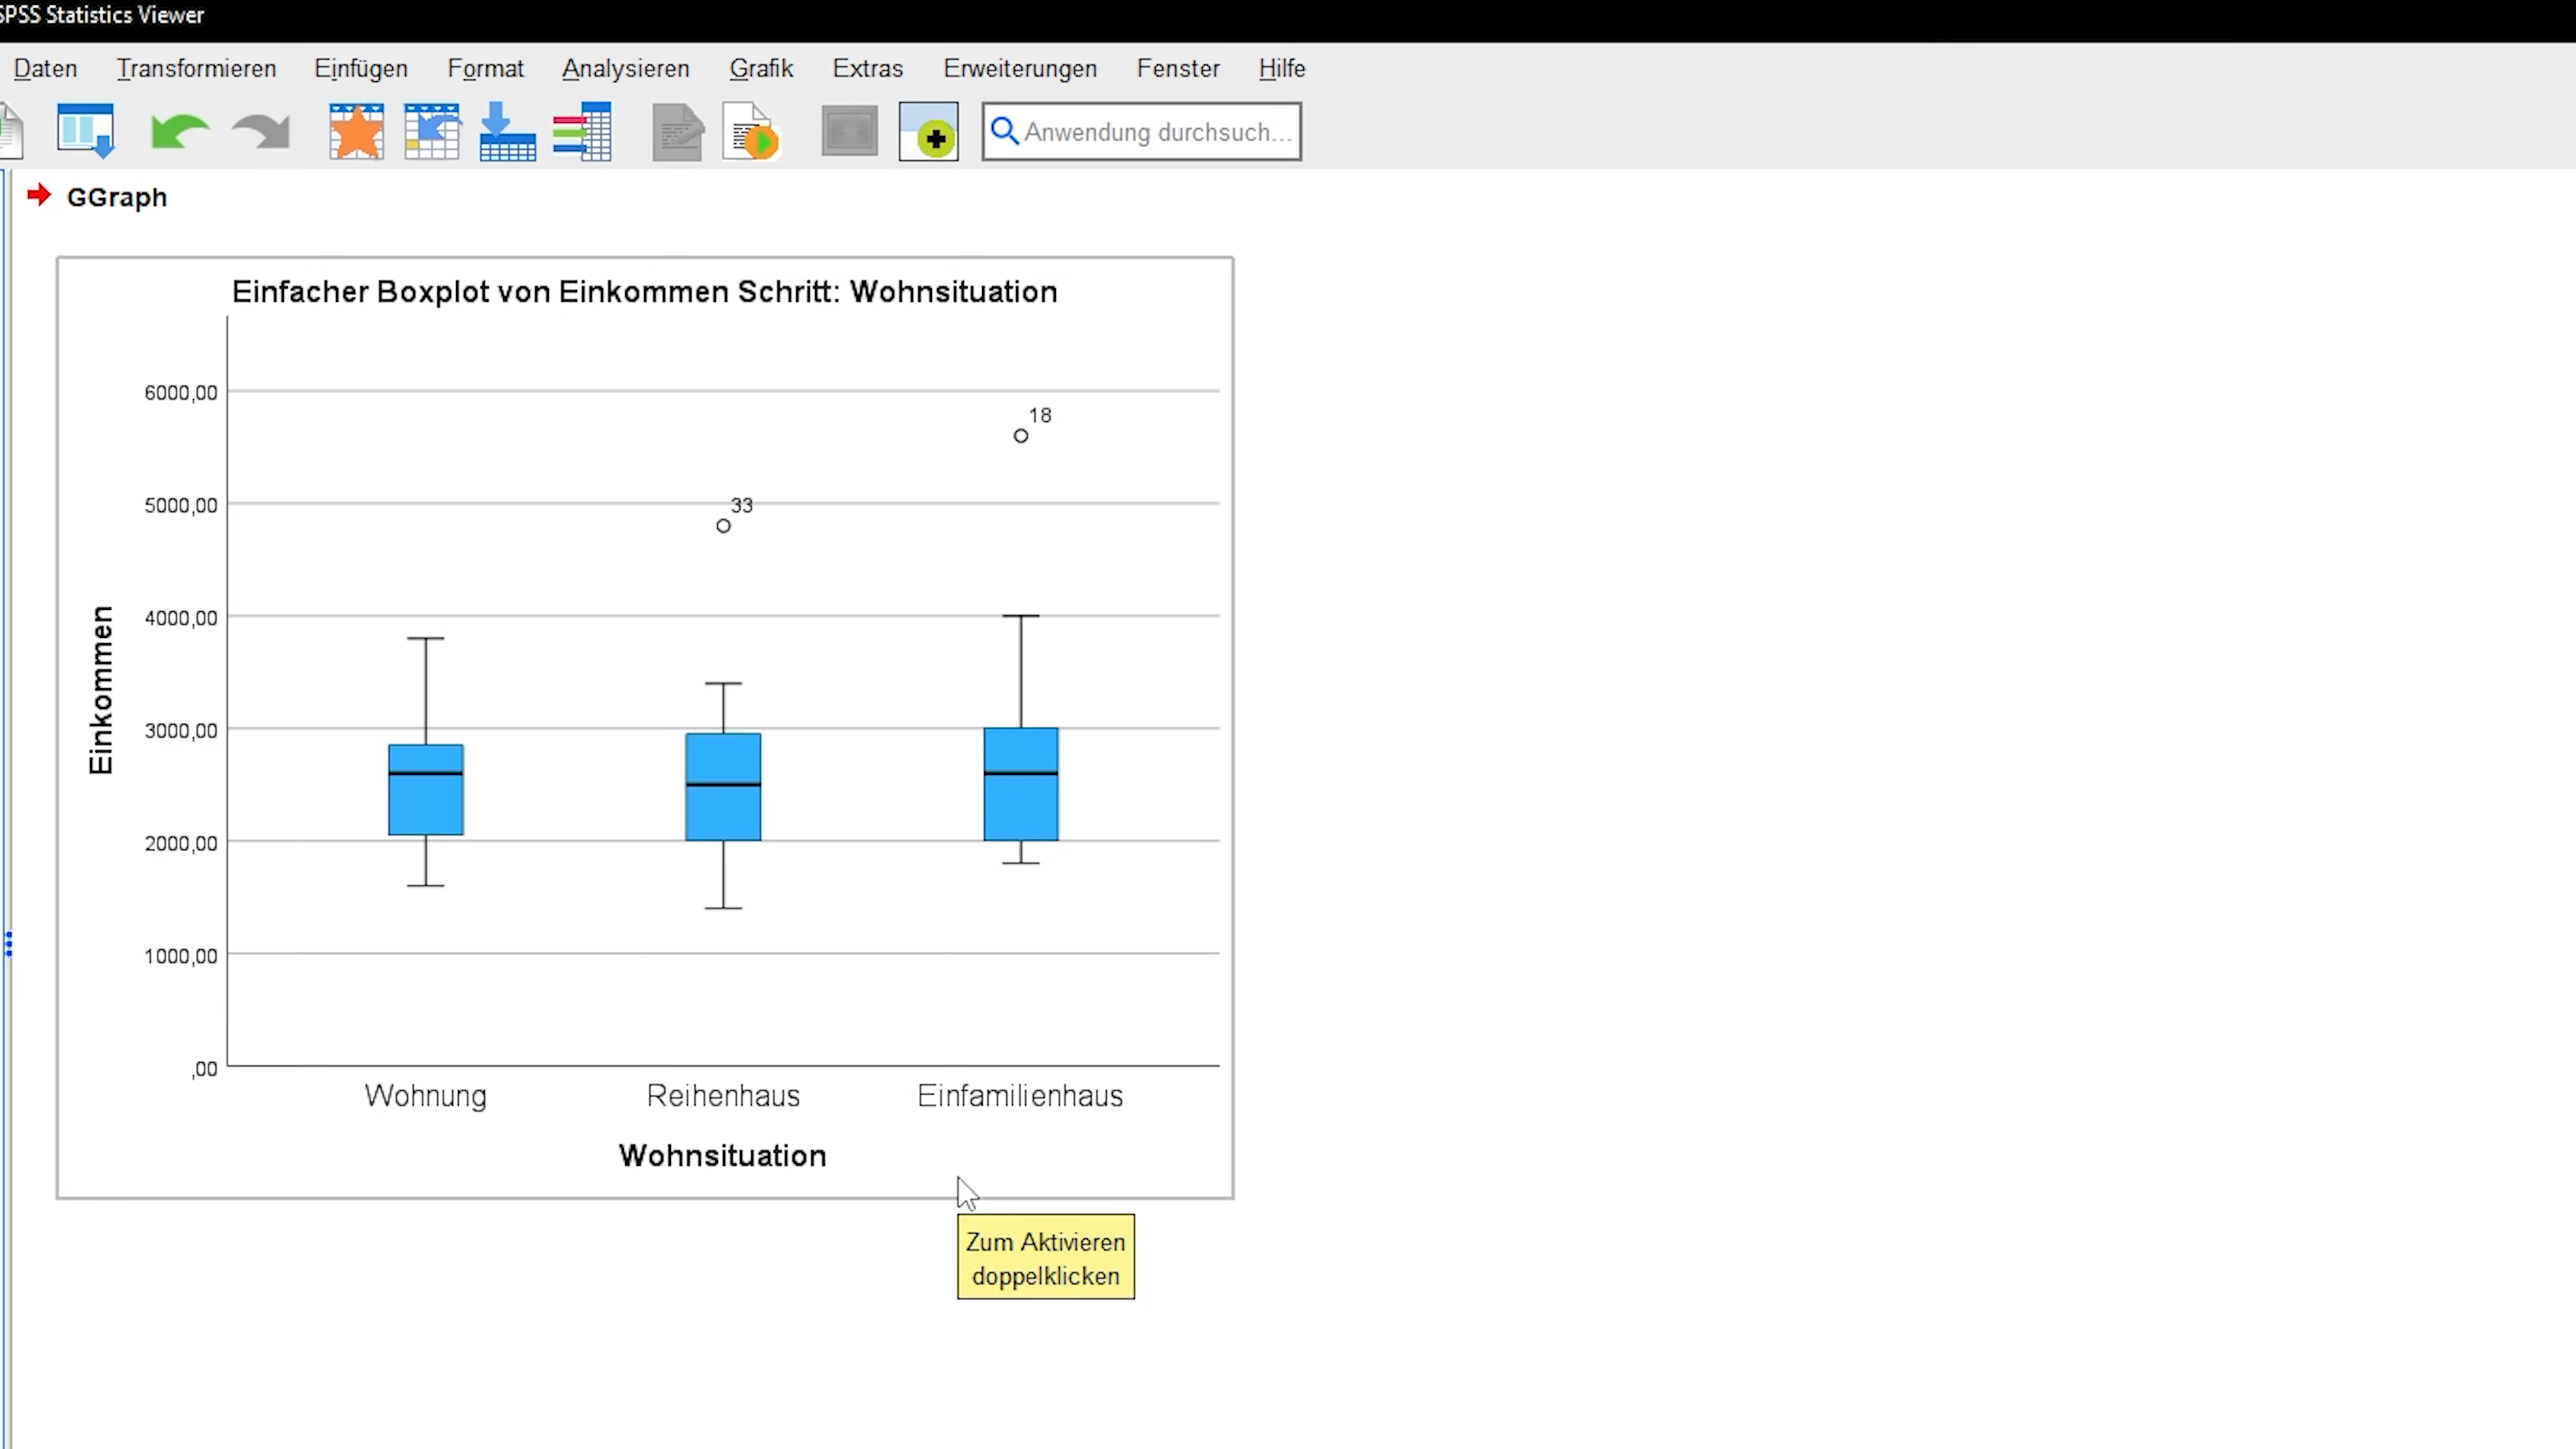 SPSS Statistics Viewer
Daten Transformieren Einfügen Format Analysieren Grafik Extras Erweiterungen Fenster Hilfe
Anwendung durchsuch...
GGraph
Einfacher Boxplot von Einkommen Schritt: Wohnsituation
6000,00
18
5000,00
33
4000,00
3000,00
2000,00
1000,00
,00
Einkommen
Wohnung Reihenhaus Einfamilienhaus
Wohnsituation
Zum Aktivieren
doppelklicken